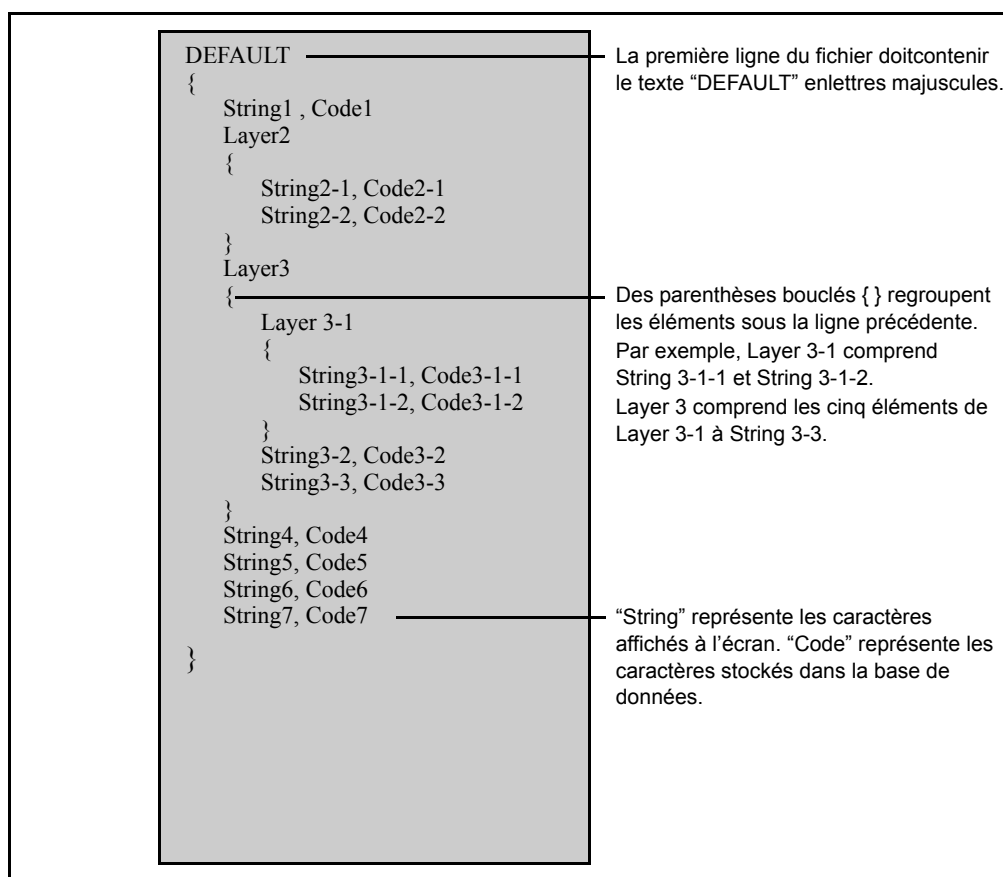 DEFAULT
{
String1 , Code1
Layer2
{
String2-1, Code2-1
String2-2, Code2-2
}
Layer3
{
Layer 3-1
{
String3-1-1, Code3-1-1
String3-1-2, Code3-1-2
}
String3-2, Code3-2
String3-3, Code3-3
}
String4, Code4
String5, Code5
String6, Code6
String7, Code7
}
La première ligne du fichier doitcontenir
le texte “DEFAULT” enlettres majuscules.
Des parenthèses bouclés { } regroupent
les éléments sous la ligne précédente.
Par exemple, Layer 3-1 comprend
String 3-1-1 et String 3-1-2.
Layer 3 comprend les cinq éléments de
Layer 3-1 à String 3-3.
“String” représente les caractères
affichés à l’écran. “Code” représente les
caractères stockés dans la base de
données.